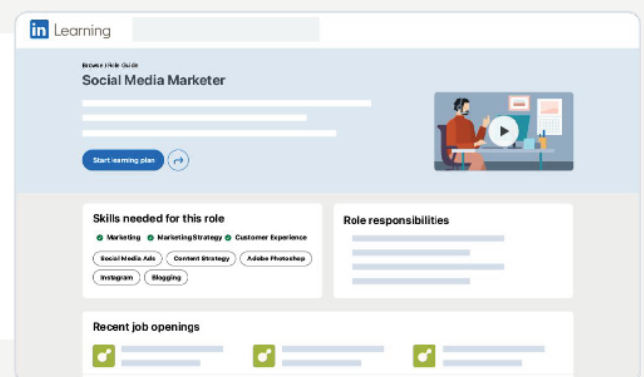 in Learning
Browse / Role Guide
Social Media Marketer
Start learning plan
Skills needed for this role
Marketing Marketing Strategy Customer Experience
Social Media Ads Content Strategy Adobe Photoshop
Instagram Blogging
Role responsibilities
Recent job openings